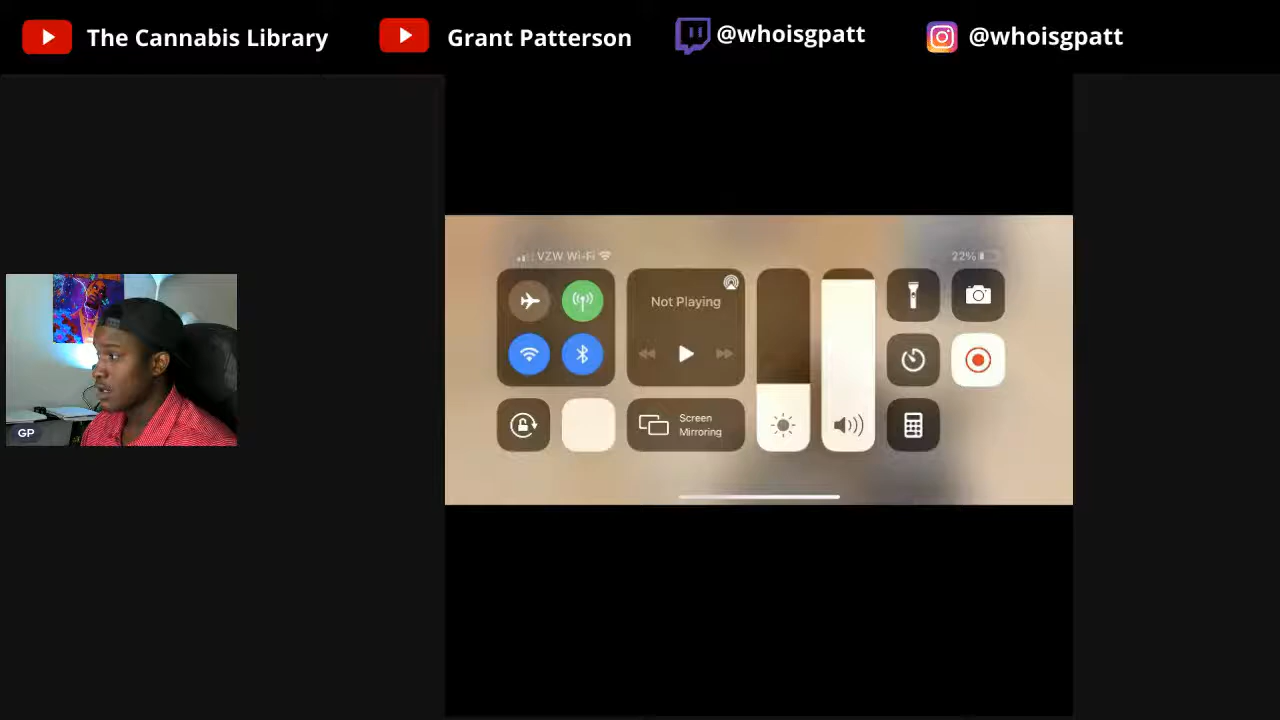 The Cannabis Library
Grant Patterson
@whoisgpatt
@whoisgpatt
VZW Wi-Fi
22%
Not Playing
Screen
Mirroring
GP